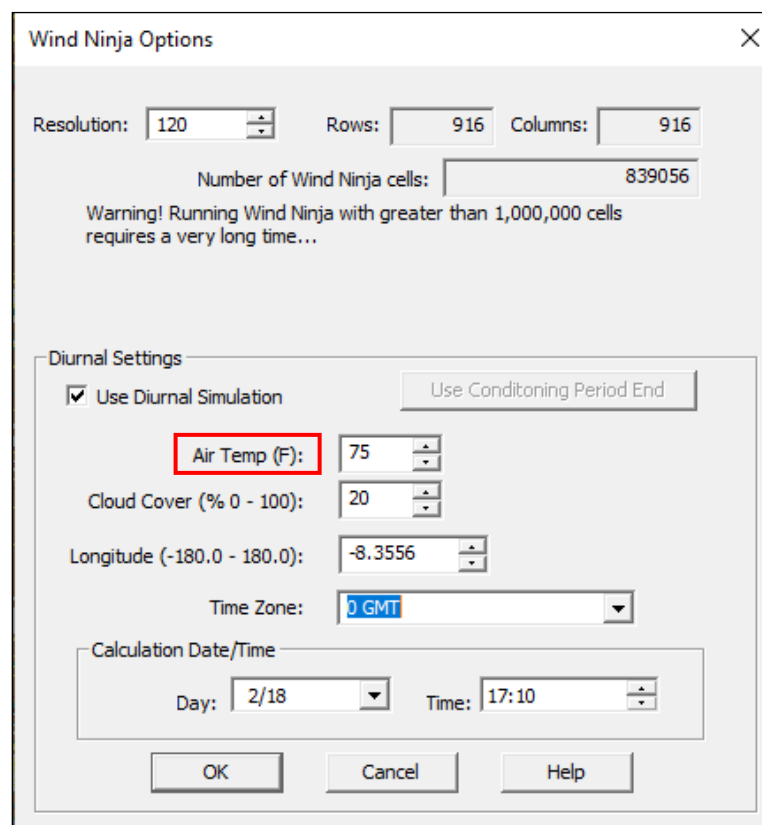 Wind Ninja Options
Resolution: 120 Rows: 916 Columns: 916
Number of Wind Ninja cells: 839056
Warning! Running Wind Ninja with greater than 1,000,000 cells
requires a very long time...
Diurnal Settings
Use Diurnal Simulation Use Conditoning Period End
Air Temp (F): 75
Cloud Cover (% 0 - 100): 20
Longitude (-180.0 - 180.0): -8.3556
Time Zone: 0 GMT
Calculation Date/Time
Day: 2/18 Time: 17:10
OK Cancel Help